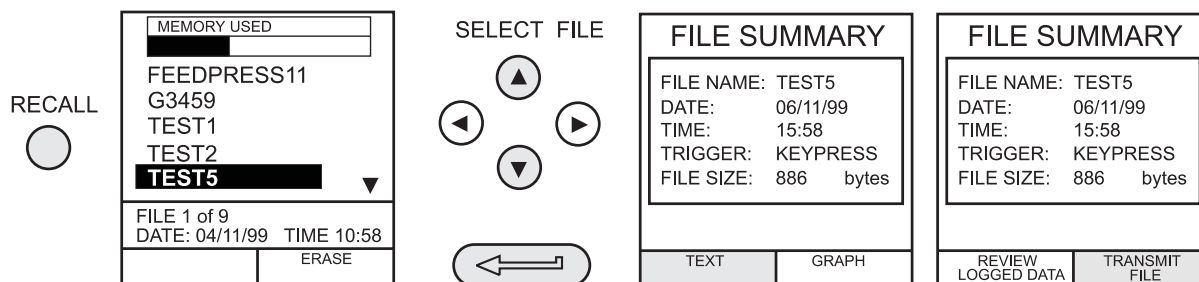 RECALL
MEMORY USED
FEEDPRESS11
G3459
TEST1
TEST2
TEST5
FILE 1 of 9
DATE: 04/11/99 TIME 10:58
ERASE
SELECT FILE
FILE SUMMARY
FILE NAME: TEST5
DATE: 06/11/99
TIME: 15:58
TRIGGER: KEYPRESS
FILE SIZE: 886 bytes
TEXT GRAPH
FILE SUMMARY
FILE NAME: TEST5
DATE: 06/11/99
TIME: 15:58
TRIGGER: KEYPRESS
FILE SIZE: 886 bytes
REVIEW
LOGGED DATA
TRANSMIT
FILE